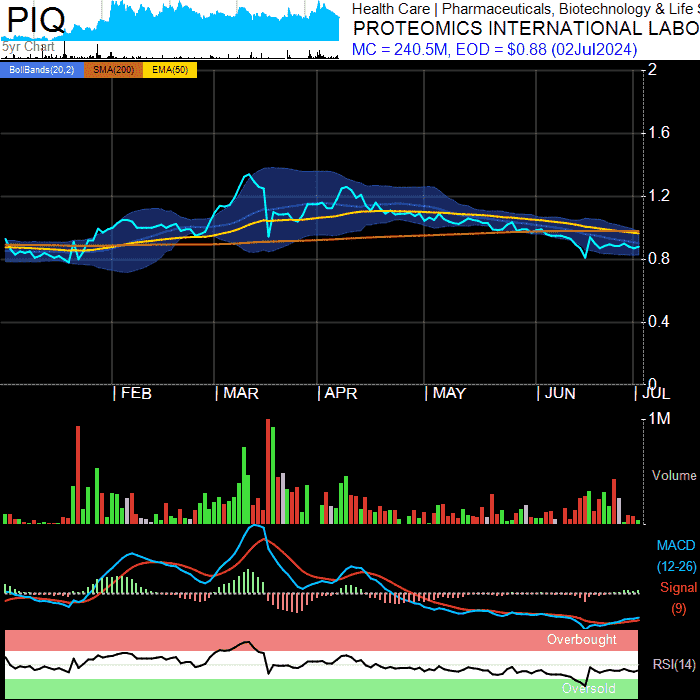 PIQ
5yr Chart
Health Care | Pharmaceuticals, Biotechnology & Life S
PROTEOMICS INTERNATIONAL LABO
MC = 240.5M, EOD = $0.88 (02Jul2024)
BollBands(20,2) SMA(200) EMA(50)
2
1.6
1.2
0.8
0.4
0
| FEB | MAR | APR | MAY | JUN | JUL
1M
Volume
MACD
(12-26)
Signal
(9)
Overbought
RSI(14)
Oversold